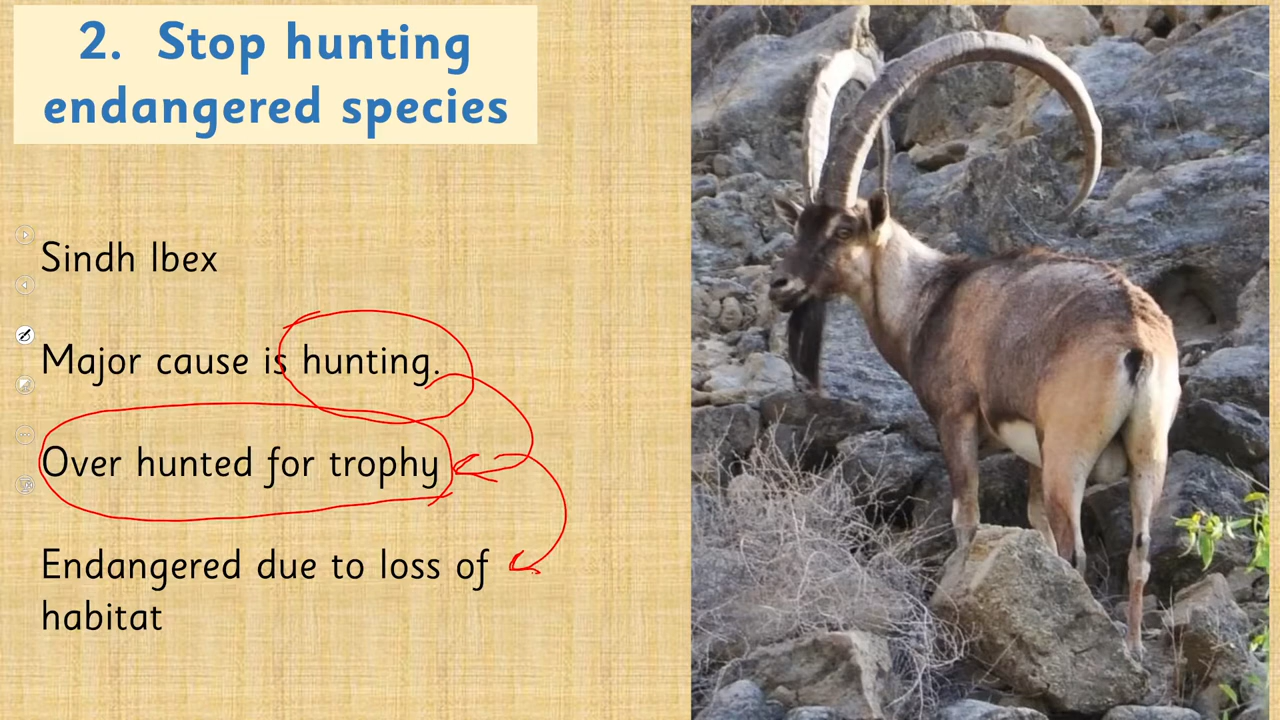 2. Stop hunting
endangered species
Sindh Ibex
Major cause is hunting.
Over hunted for trophy
Endangered due to loss of
habitat